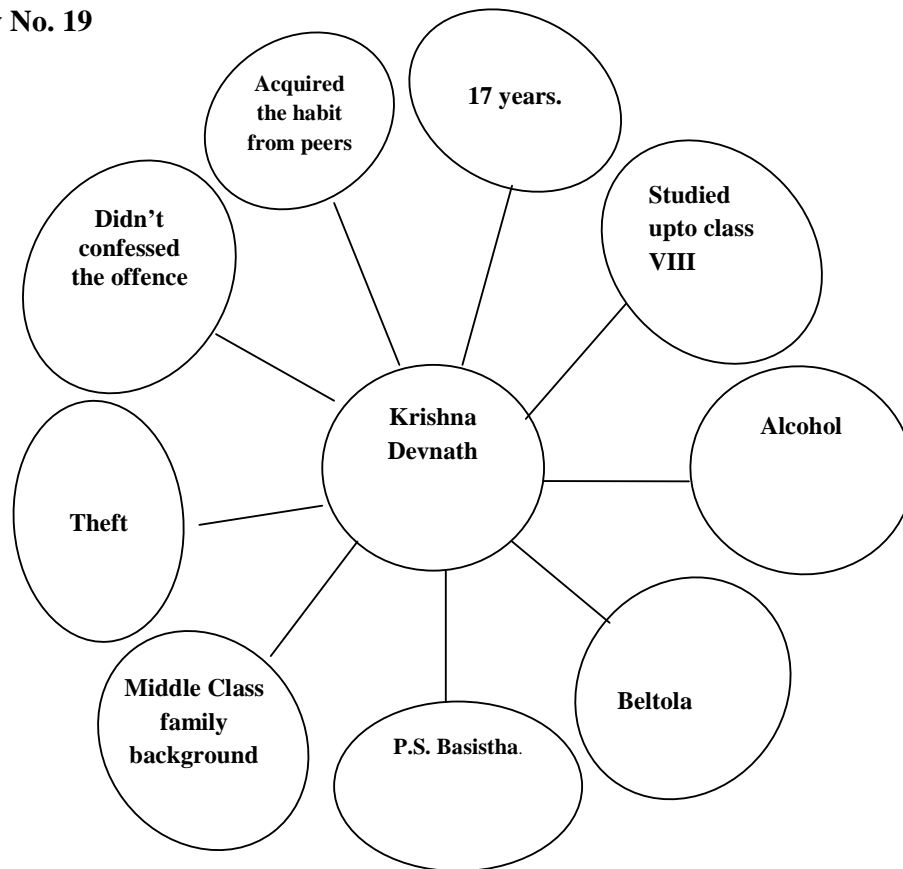 No. 19
Acquired
the habit
from peers
17 years.
Studied
upto class
VIII
Didn’t
confessed
the offence
Krishna
Devnath
Alcohol
Theft
Beltola
Middle Class
family
background
P.S. Basistha.